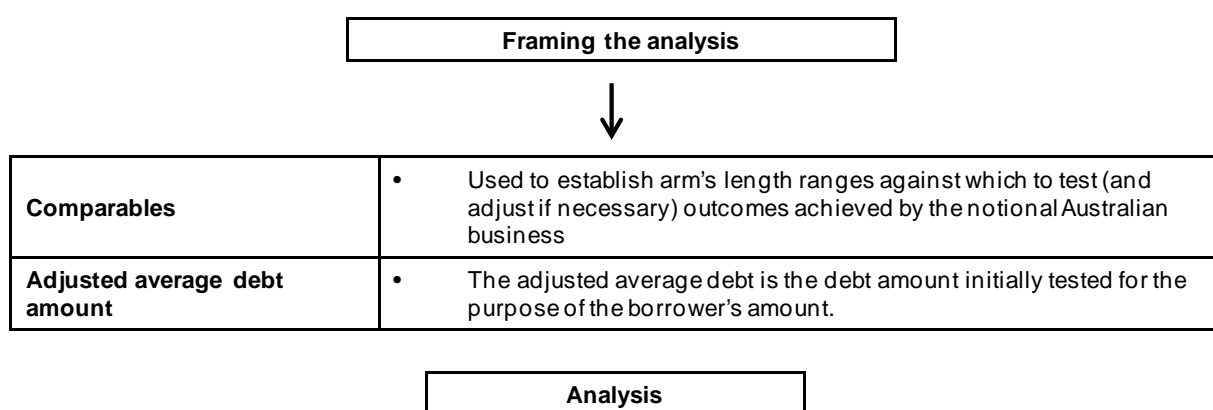 Framing the analysis
Comparables
• Used to establish arm's length ranges against which to test (and
adjust if necessary) outcomes achieved by the notional Australian
business
Adjusted average debt
amount
• The adjusted average debt is the debt amount initially tested for the
purpose of the borrower's amount.
Analysis